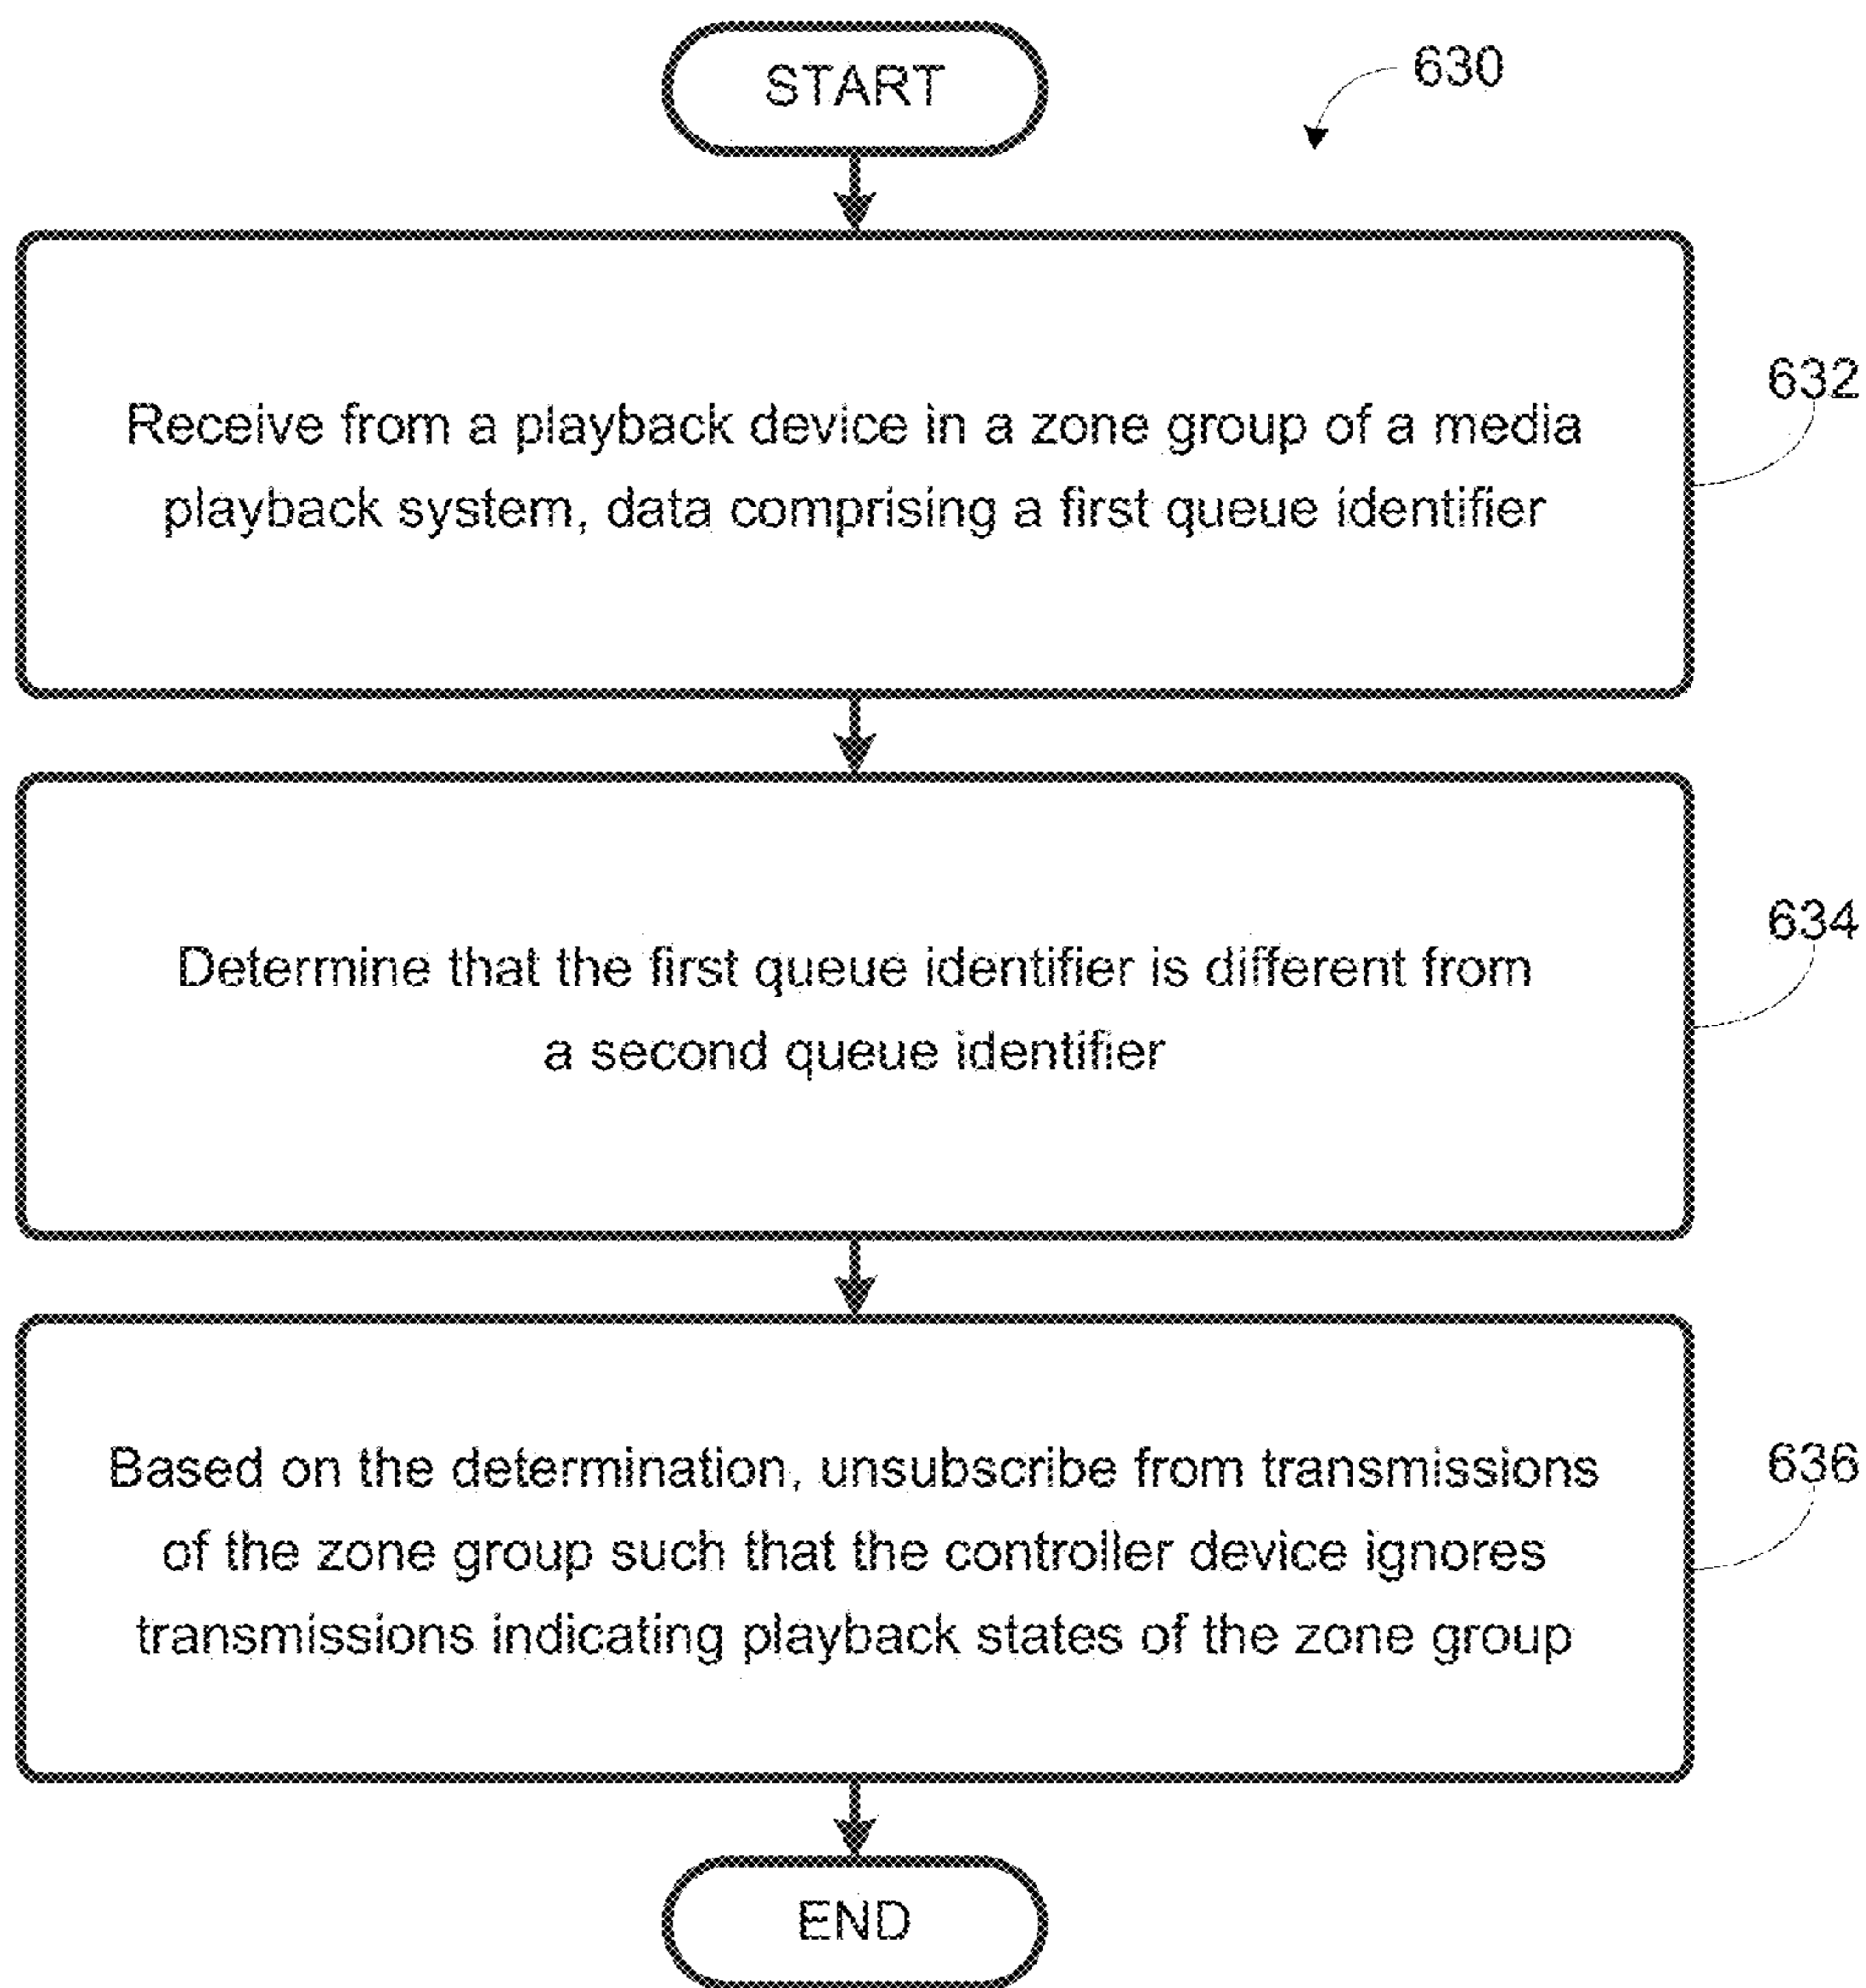 START
630
Receive from a playback device in a zone group of a media
playback system, data comprising a first queue identifier
632
Determine that the first queue identifier is different from
a second queue identifier
634
Based on the determination, unsubscribe from transmissions
of the zone group such that the controller device ignores
transmissions indicating playback states of the zone group
636
END